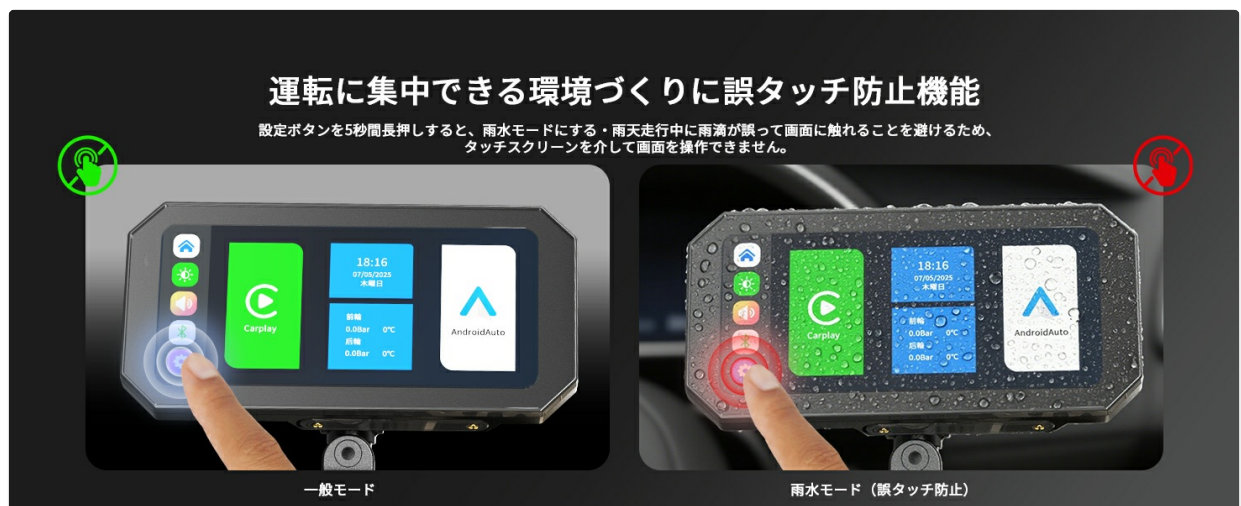 運転に集中できる環境づくりに誤タッチ防止機能
設定ボタンを5秒間長押しすると、雨水モードにする・雨天走行中に雨滴が誤って画面に触れることを避けるため、
タッチスクリーンを介して画面を操作できません。
18:16
07/05/2025
木曜日
Carplay
前輪
0.0Bar 0℃
后輪
0.0Bar 0℃
AndroidAuto
18:16
07/05/2025
木曜日
Carplay
前輪
0.0Bar 0℃
后輪
0.0Bar 0℃
AndroidAuto
一般モード
雨水モード（誤タッチ防止）